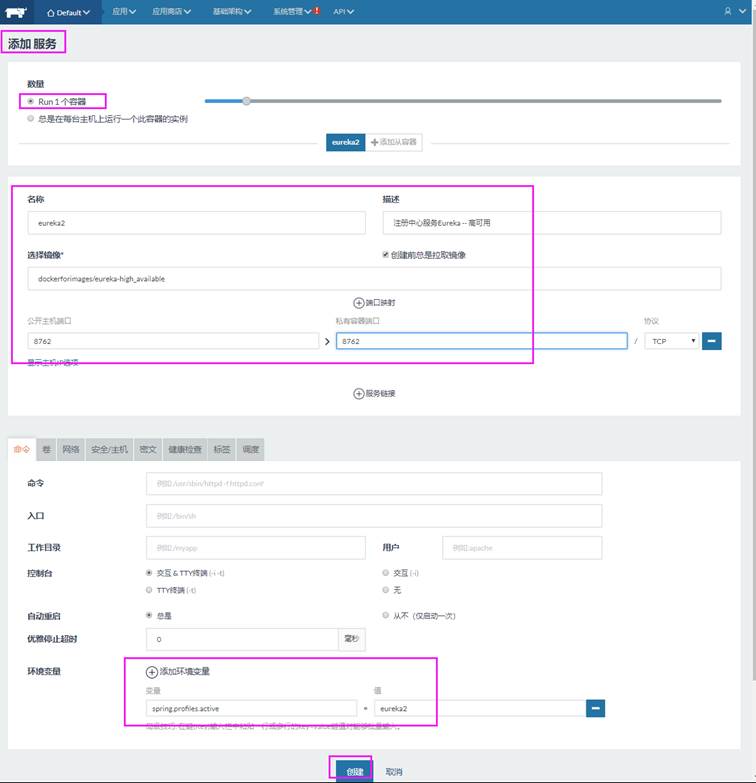 Default 应用 应用商店 基础架构 系统管理 API
添加 服务
数量
Run 1 个容器
总是在每台主机上运行一个此容器的实例
eureka2 添加从容器
名称 描述
eureka2 注册中心服务Eureka -- 高可用
选择镜像* 创建前总是拉取镜像
dockerforimages/eureka-high_available
端口映射
公开主机端口 私有容器端口 协议
8762 8762 / TCP
显示主机IP选项
服务链接
命令 卷 网络 安全/主机 密文 健康检查 标签 调度
命令 例如: /usr/sbin/httpd -f httpd.conf
入口 例如: /bin/sh
工作目录 例如: /myapp 用户 例如: apache
控制台 交互 & TTY终端 (-i -t) 交互 (-i)
TTY终端 (-t) 无
自动重启 总是 从不（仅启动一次）
优雅停止超时 0 毫秒
环境变量 添加环境变量
变量 值
spring.profiles.active = eureka2
创建 取消